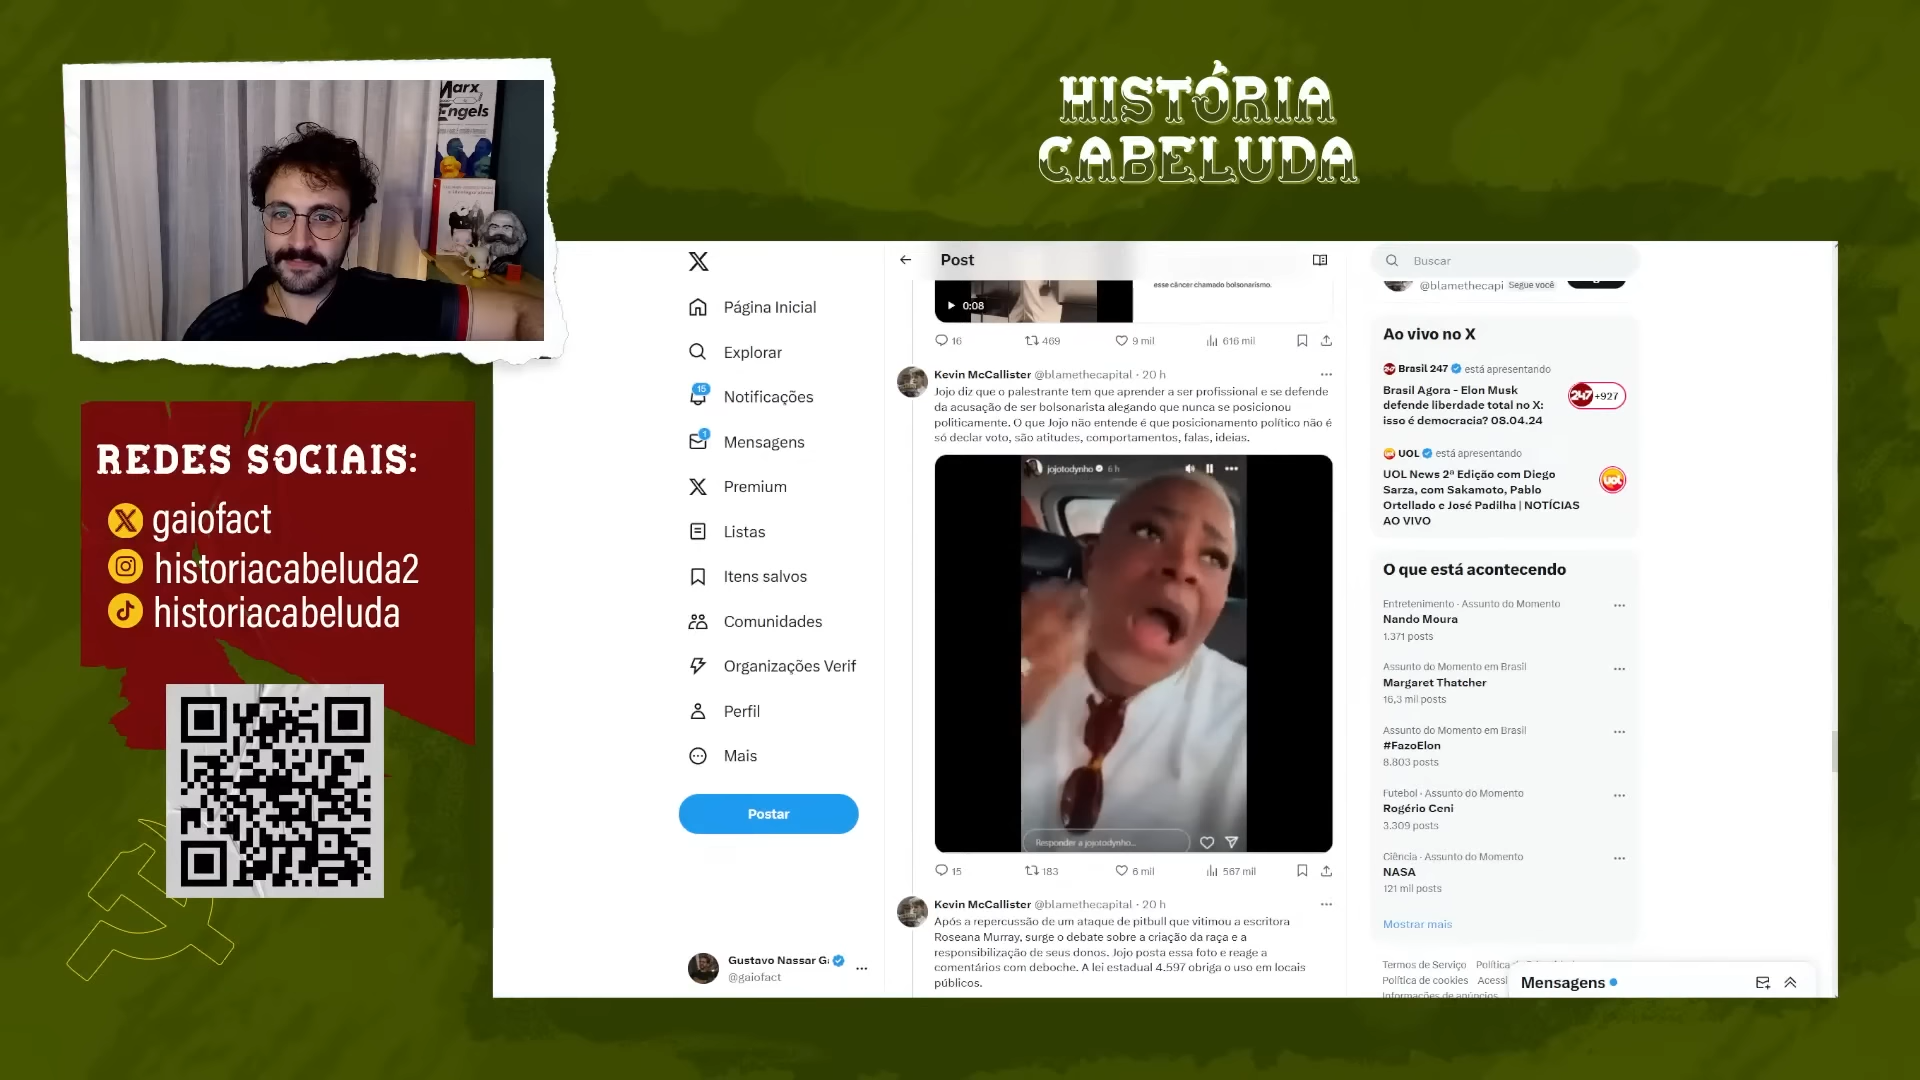 Marx
Engels
HISTÓRIA
CABELUDA
REDES SOCIAIS:
gaiofact
historiacabeluda2
historiacabeluda
Página Inicial
Explorar
15
Notificações
1
Mensagens
Premium
Listas
Itens salvos
Comunidades
Organizações Verif
Perfil
Mais
Postar
Gustavo Nassar G
@gaiofact
Post
esse câncer chamado bolsonarismo.
0:08
16 469 9 mil 616 mil
Kevin McCallister @blamethecapital · 20 h
Jojo diz que o palestrante tem que aprender a ser profissional e se defende
da acusação de ser bolsonarista alegando que nunca se posicionou
politicamente. O que Jojo não entende é que posicionamento político não é
só declar voto, são atitudes, comportamentos, falas, ideias.
jojotodynho 6 h
Responder a jojotodynho...
15 183 6 mil 567 mil
Kevin McCallister @blamethecapital · 20 h
Após a repercussão de um ataque de pitbull que vitimou a escritora
Roseana Murray, surge o debate sobre a criação da raça e a
responsibilização de seus donos. Jojo posta essa foto e reage a
comentários com deboche. A lei estadual 4.597 obriga o uso em locais
públicos.
Buscar
@blamethecapi Segue você
Ao vivo no X
Brasil 247 está apresentando
Brasil Agora - Elon Musk
defende liberdade total no X:
isso é democracia? 08.04.24
247 +927
UOL está apresentando
UOL News 2ª Edição com Diego
Sarza, com Sakamoto, Pablo
Ortellado e José Padilha | NOTÍCIAS
AO VIVO
UOL
O que está acontecendo
Entretenimento · Assunto do Momento
Nando Moura
1.371 posts
Assunto do Momento em Brasil
Margaret Thatcher
16,3 mil posts
Assunto do Momento em Brasil
#FazoElon
8.803 posts
Futebol · Assunto do Momento
Rogério Ceni
3.309 posts
Ciência · Assunto do Momento
NASA
121 mil posts
Mostrar mais
Termos de Serviço Política
Política de cookies Acessi
Informações de anúncios
Mensagens